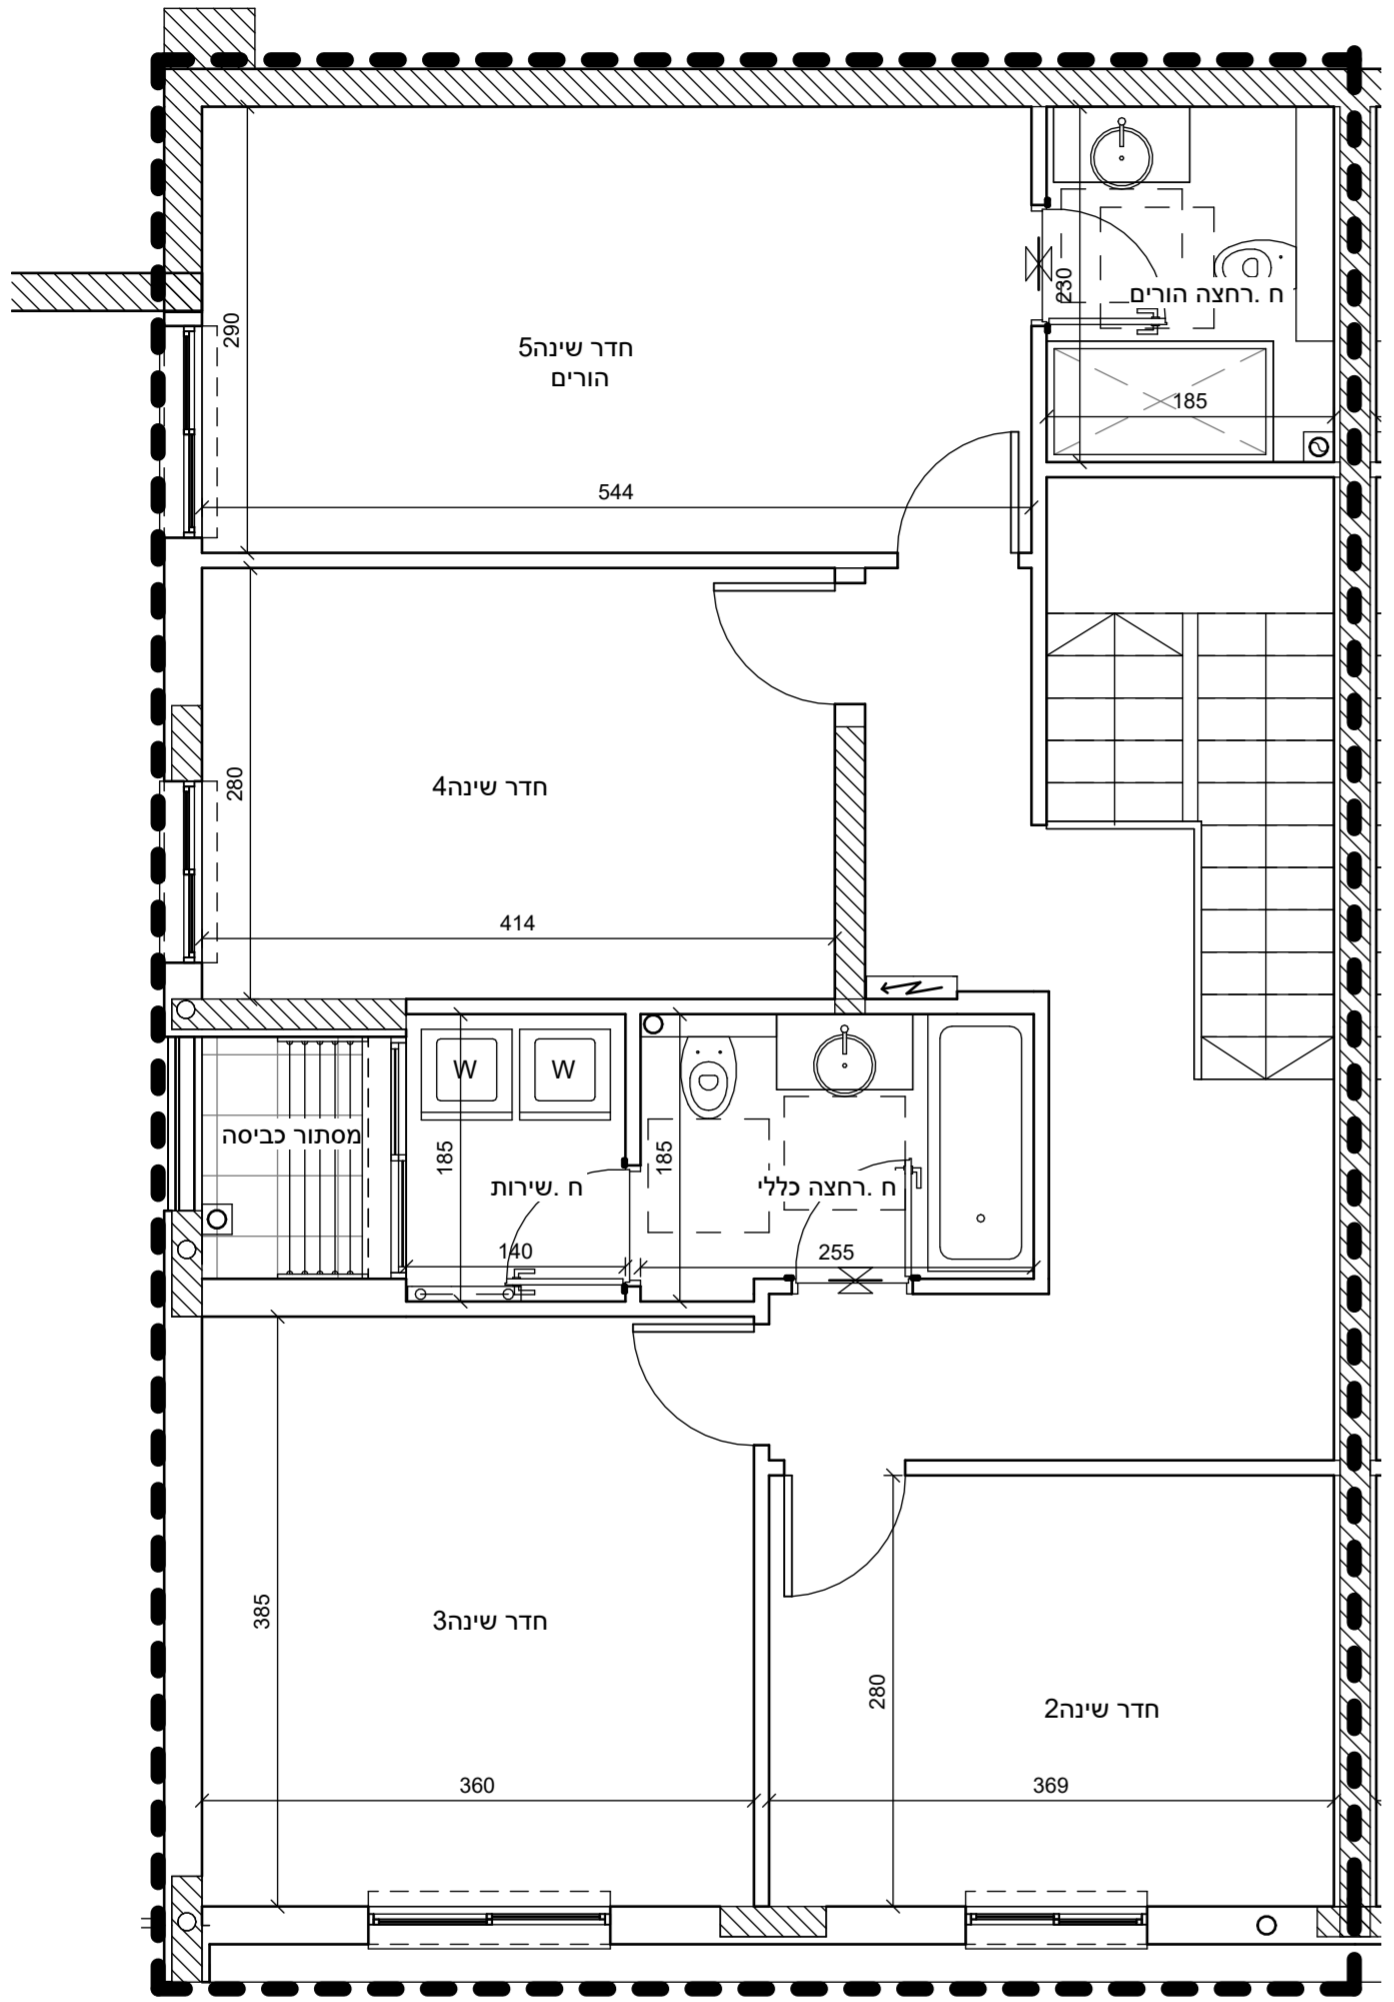 ח .רחצה הורים
230
290
חדר שינה5
הורים
185
544
חדר שינה4
280
414
W
W
מסתור כביסה
185
185
ח .שירות
ח .רחצה כללי
140
255
385
חדר שינה3
280
חדר שינה2
360
369